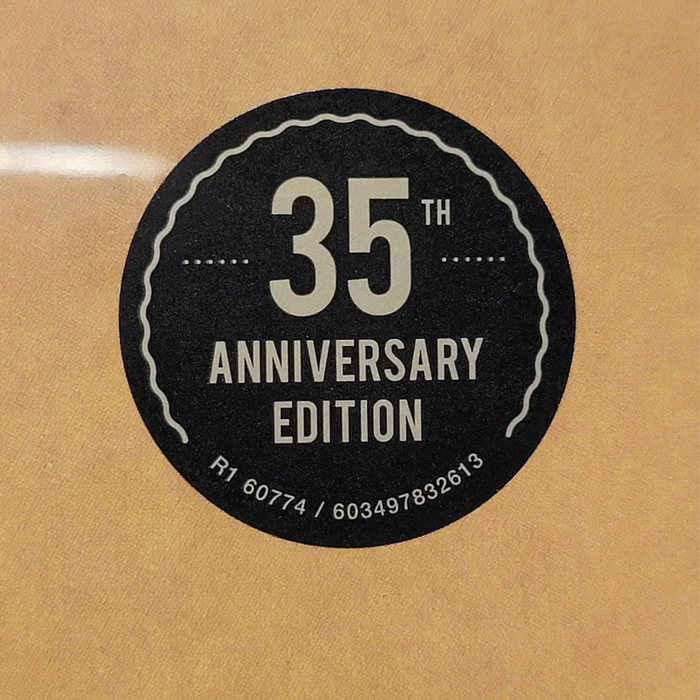 35TH
ANNIVERSARY
EDITION
R1 60774 / 603497832613